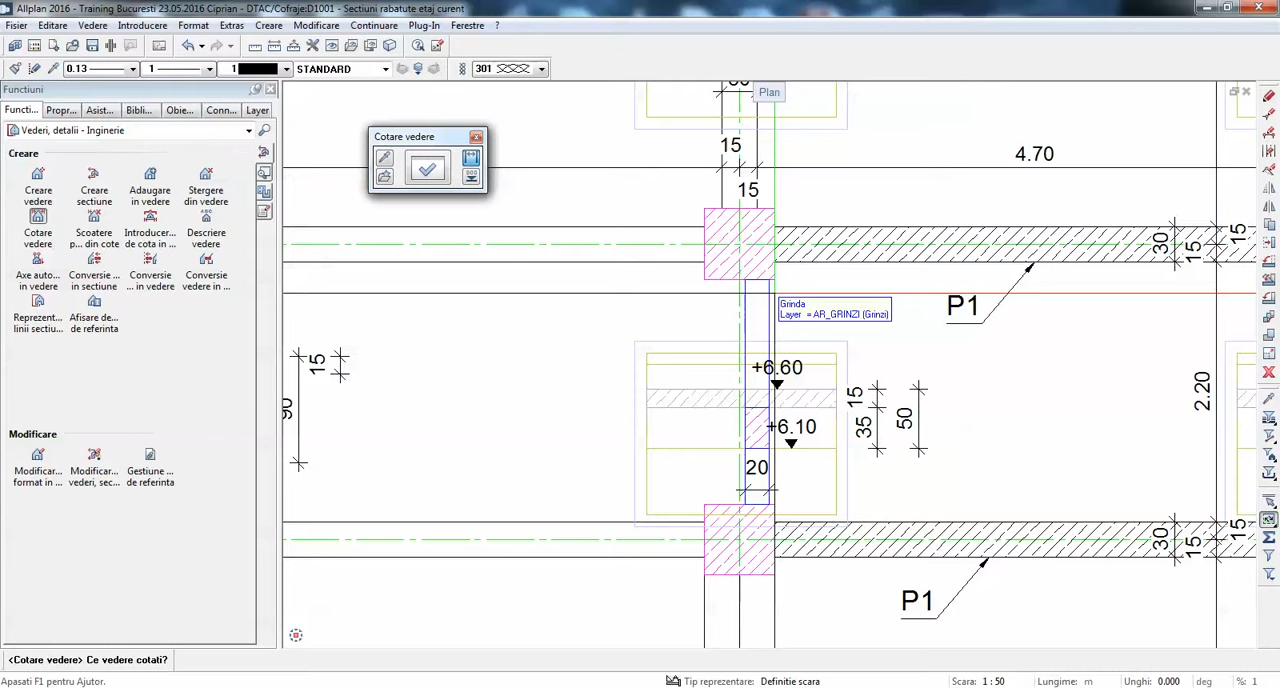 Allplan 2016 - Training Bucuresti 23.05.2016 Ciprian - DTAC/Cofraje:D1001 - Sectiuni rabatute etaj curent
Fisier Editare Vedere Introducere Format Extras Creare Modificare Continuare Plug-In Ferestre ?
0.13 1 1 STANDARD 301
Functiuni
Functi... Propr... Asist... Bibli... Obie... Conn... Layer
Vederi, detalii - Inginerie
Creare
Creare vedere
Creare sectiune
Adaugare in vedere
Stergere din vedere
Cotare vedere
Scoatere p... din cote
Introducer... de cota in ...
Descriere vedere
Axe auto... in vedere
Conversie ... in sectiune
Conversie in vedere
Conversie vedere in ...
Reprezent... linii sectiu...
Afisare de... de referinta
Modificare
Modificar... format in ...
Modificar... vederi, sec...
Gestiune ... de referinta
Cotare vedere
Plan
15
15
4.70
30
15
15
P1
Grinda
Layer = AR_GRINZI (Grinzi)
15
90
+6.60
+6.10
15
35
50
20
2.20
30
15
15
P1
<Cotare vedere> Ce vedere cotati?
Apasati F1 pentru Ajutor.
Tip reprezentare: Definitie scara
Scara: 1 : 50
Lungime: m
Unghi: 0.000 deg
%: 1